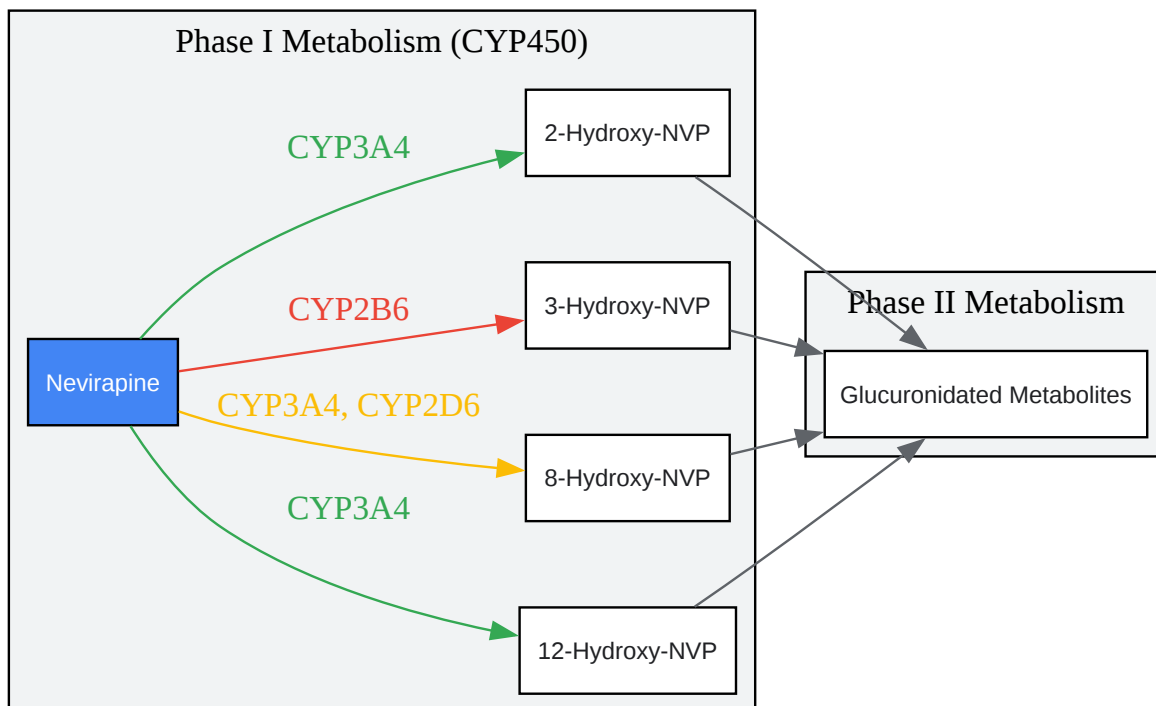 Phase I Metabolism (CYP450)
CYP3A4
2-Hydroxy-NVP
CYP2B6
3-Hydroxy-NVP
Phase II Metabolism
Nevirapine
Glucuronidated Metabolites
CYP3A4, CYP2D6
8-Hydroxy-NVP
CYP3A4
12-Hydroxy-NVP